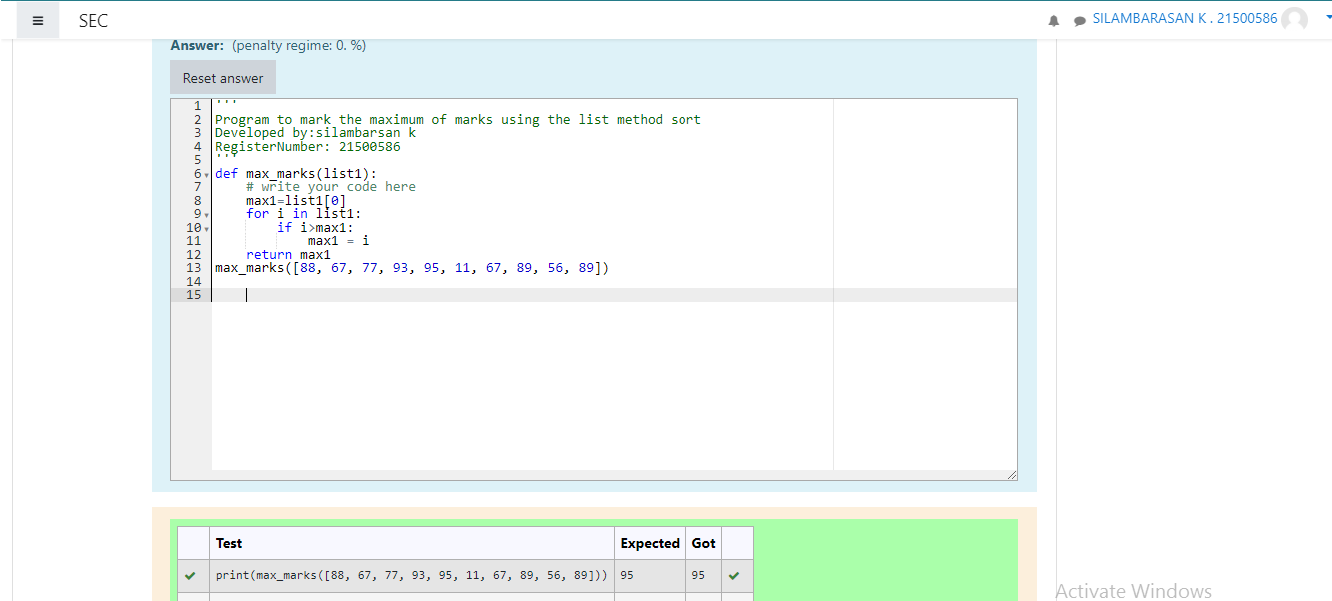 ☰ SEC SILAMBARASAN K . 21500586
Answer: (penalty regime: 0. %)
Reset answer
1 '''
2 Program to mark the maximum of marks using the list method sort
3 Developed by:silambarsan k
4 RegisterNumber: 21500586
5 '''
6 def max_marks(list1):
7 # write your code here
8 max1=list1[0]
9 for i in list1:
10 if i>max1:
11 max1 = i
12 return max1
13 max_marks([88, 67, 77, 93, 95, 11, 67, 89, 56, 89])
14
15
Test Expected Got
✔ print(max_marks([88, 67, 77, 93, 95, 11, 67, 89, 56, 89])) 95 95 ✔
Activate Windows